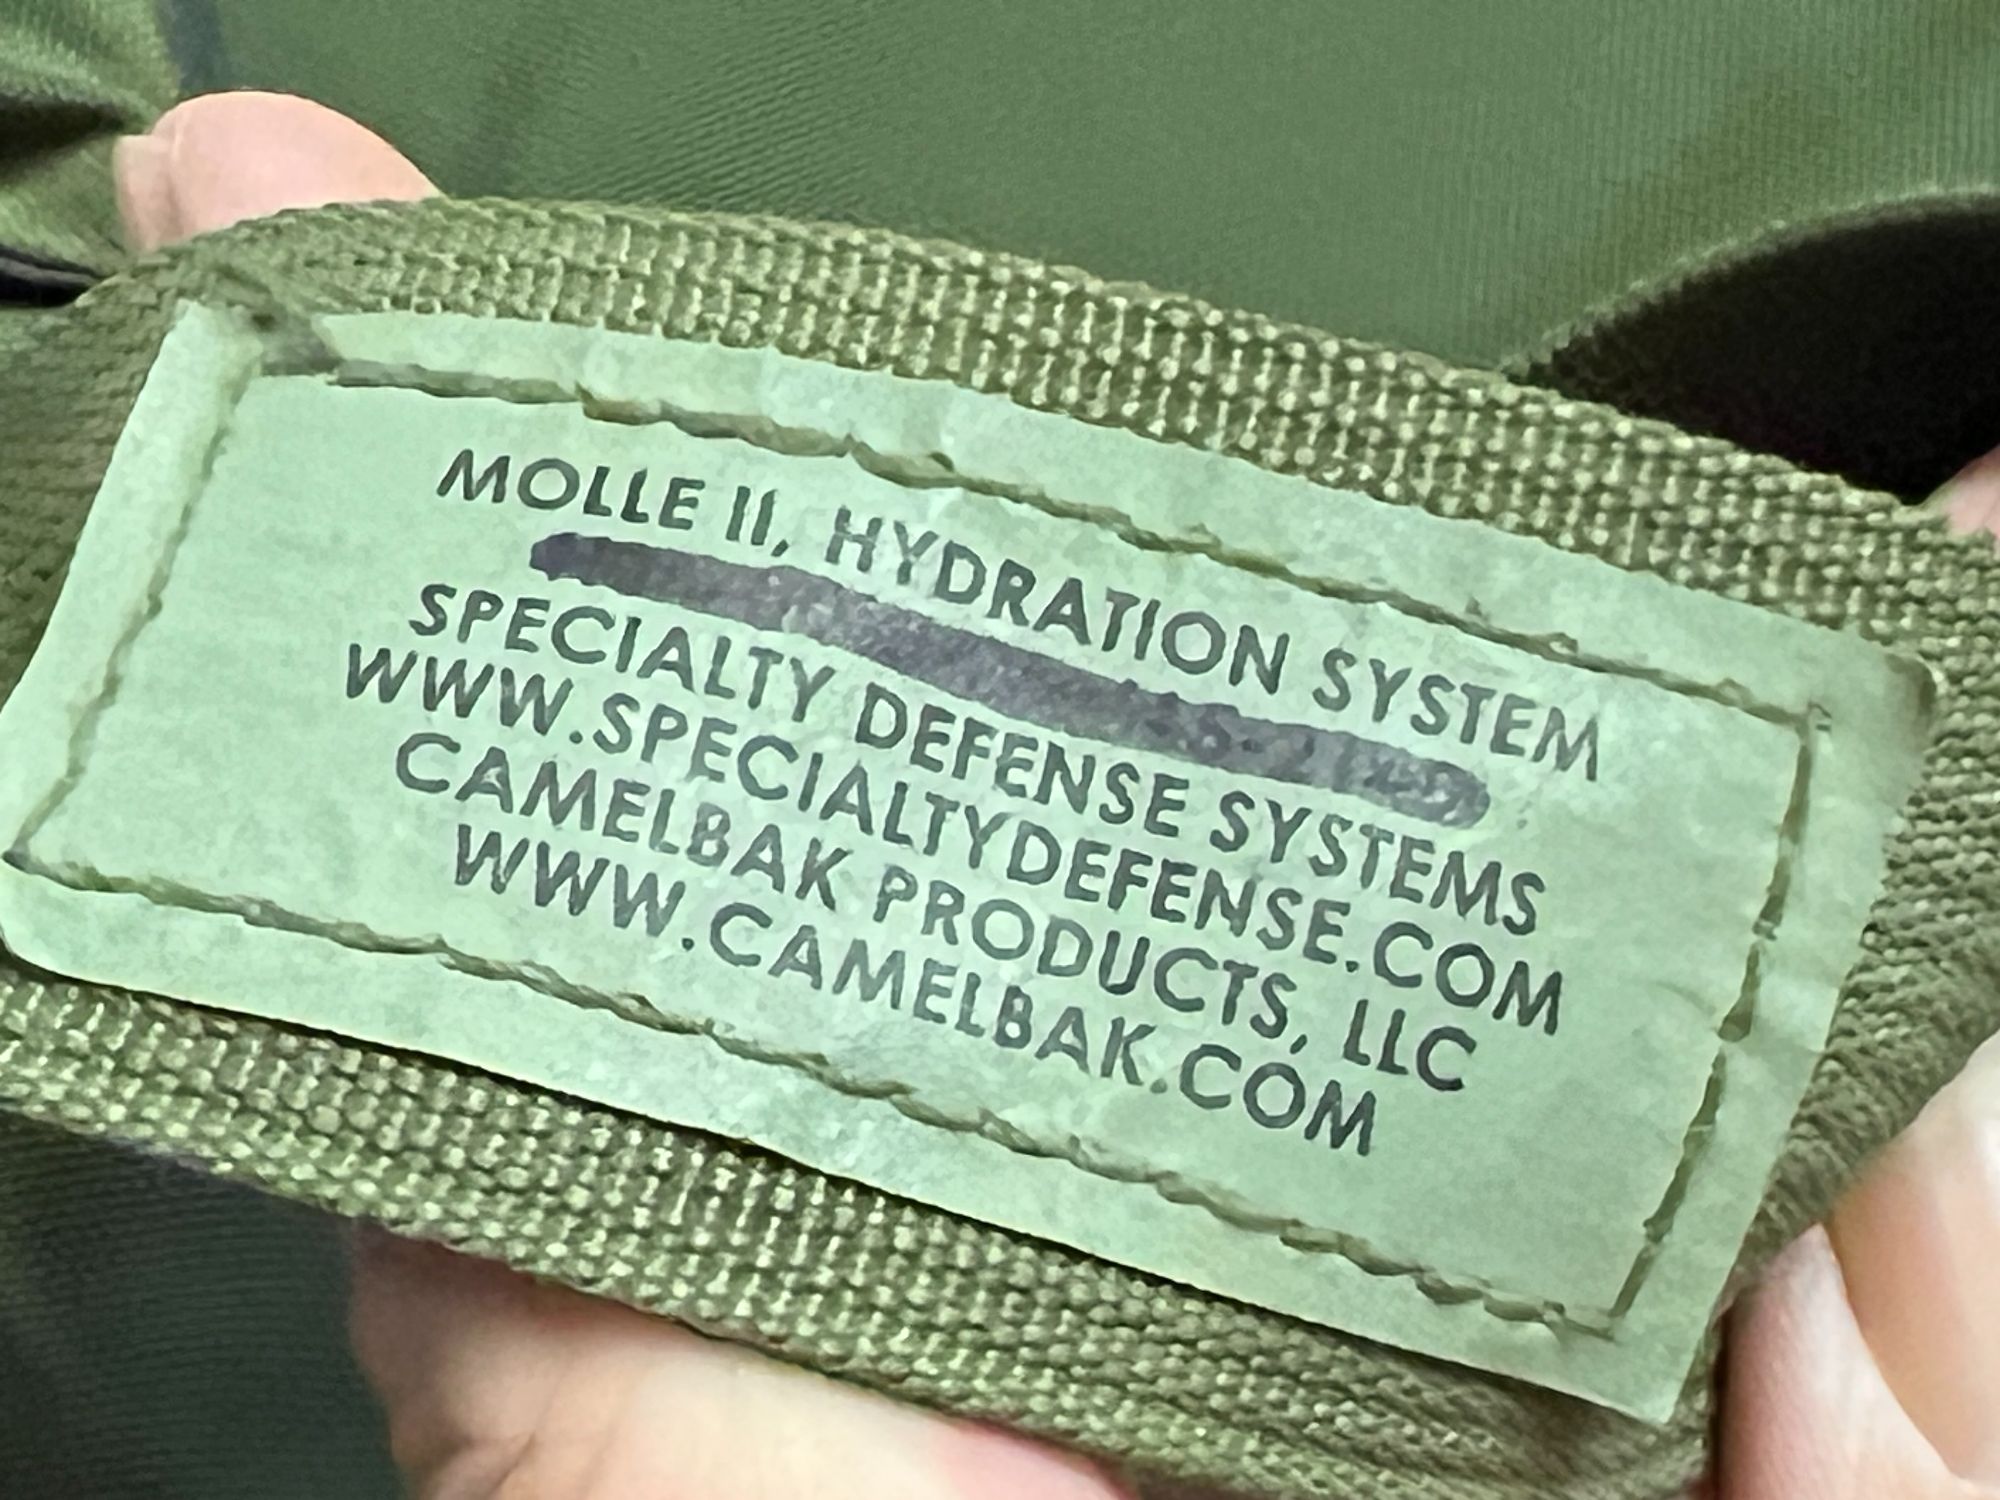 MOLLE II, HYDRATION SYSTEM
SPECIALTY DEFENSE SYSTEMS
WWW.SPECIALTYDEFENSE.COM
CAMELBAK PRODUCTS, LLC
WWW.CAMELBAK.COM